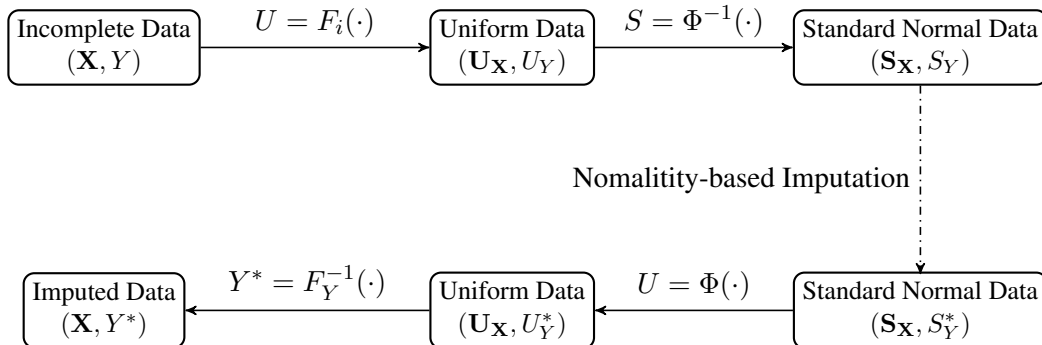 Incomplete Data
(X, Y)
U = F_i(·)
Uniform Data
(U_X, U_Y)
S = Φ^{-1}(·)
Standard Normal Data
(S_X, S_Y)
Nomalitity-based Imputation
Imputed Data
(X, Y*)
Y* = F_Y^{-1}(·)
Uniform Data
(U_X, U_Y^*)
U = Φ(·)
Standard Normal Data
(S_X, S_Y^*)